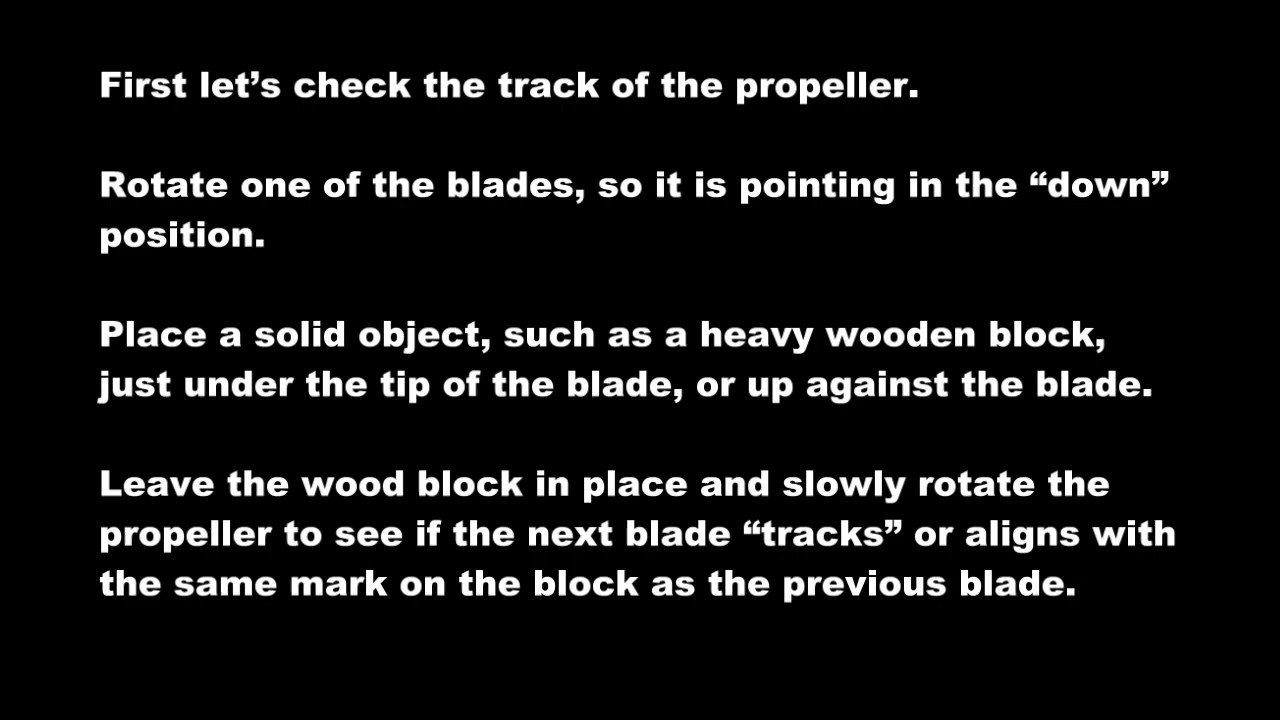 First let’s check the track of the propeller.
Rotate one of the blades, so it is pointing in the “down”
position.
Place a solid object, such as a heavy wooden block,
just under the tip of the blade, or up against the blade.
Leave the wood block in place and slowly rotate the
propeller to see if the next blade “tracks” or aligns with
the same mark on the block as the previous blade.